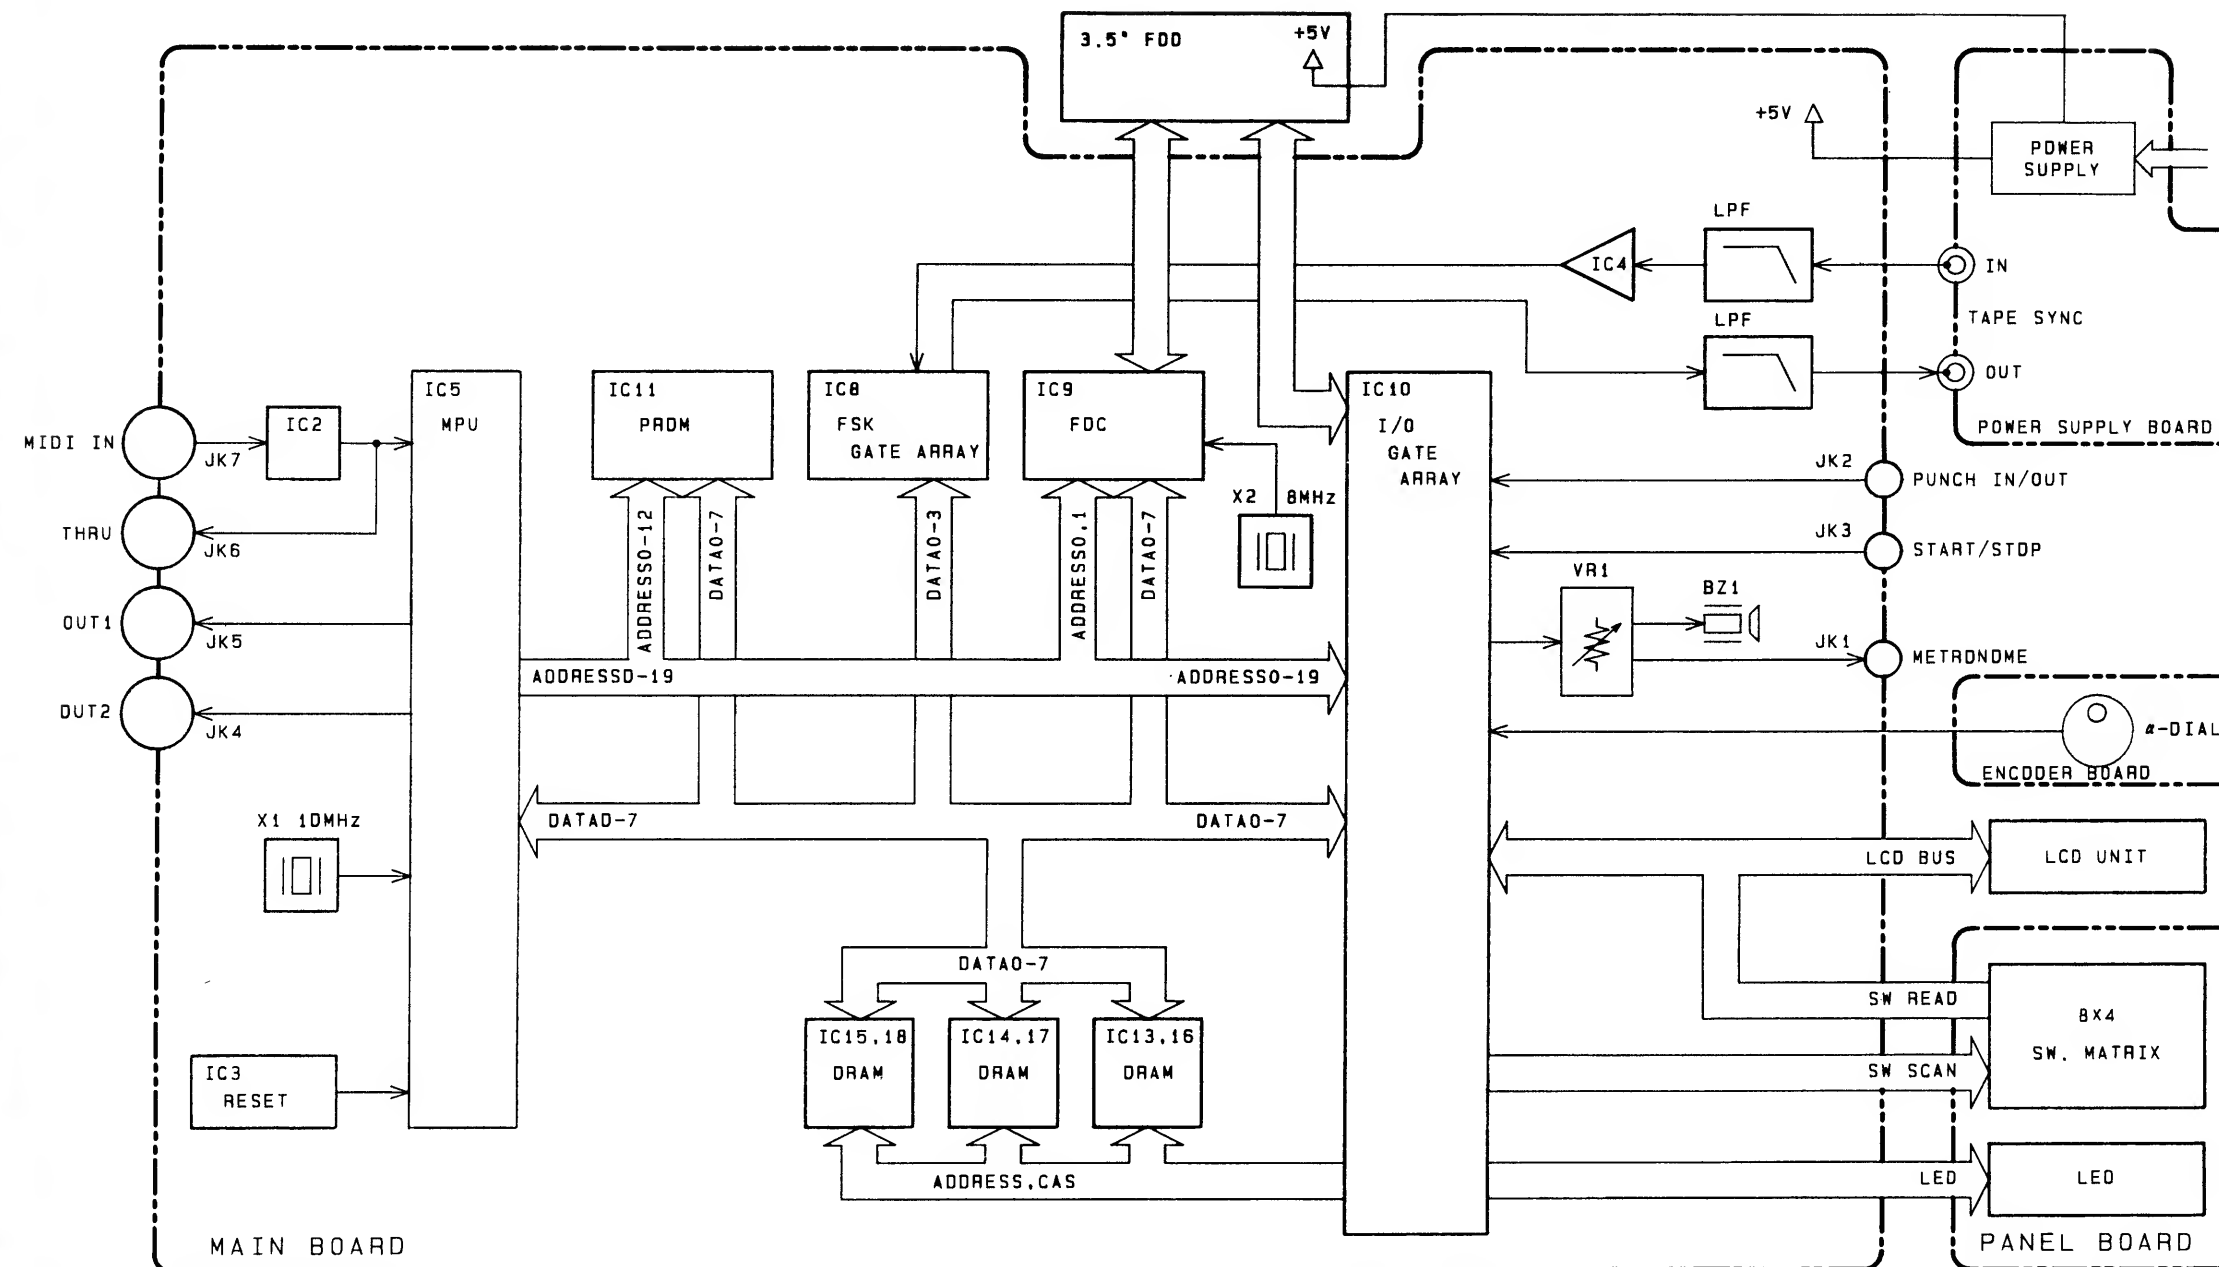 3.5" FDD
+5V
+5V
POWER
SUPPLY
LPF
IC4
IN
TAPE SYNC
LPF
OUT
POWER SUPPLY BOARD
IC5
MPU
IC11
PROM
IC8
FSK
GATE ARRAY
IC9
FDC
IC10
I/O
GATE
ARRAY
MIDI IN
JK7
IC2
THRU
JK6
OUT1
JK5
OUT2
JK4
X2 8MHz
ADDRESS0-12
DATA0-7
DATA0-3
ADDRESS0,1
DATA0-7
JK2
PUNCH IN/OUT
JK3
START/STOP
VR1
BZ1
JK1
METRONOME
ADDRESS0-19
ADDRESS0-19
α-DIAL
ENCODER BOARD
X1 10MHz
DATA0-7
DATA0-7
LCD BUS
LCD UNIT
DATA0-7
SW READ
8X4
SW. MATRIX
SW SCAN
IC15,18
DRAM
IC14,17
DRAM
IC13,16
DRAM
IC3
RESET
ADDRESS,CAS
LED
LED
MAIN BOARD
PANEL BOARD